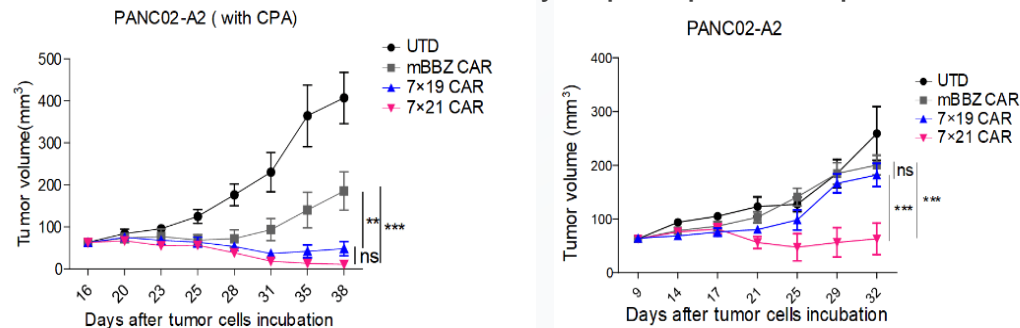 PANC02-A2 ( with CPA)
UTD
mBBZ CAR
7×19 CAR
7×21 CAR
Tumor volume(mm³)
500
400
300
200
100
0
**
***
ns
16 20 23 25 28 31 35 38
Days after tumor cells incubation
PANC02-A2
UTD
mBBZ CAR
7×19 CAR
7×21 CAR
Tumor volume (mm³)
400
300
200
100
0
ns
***
***
9 14 17 21 25 29 32
Days after tumor cells incubation